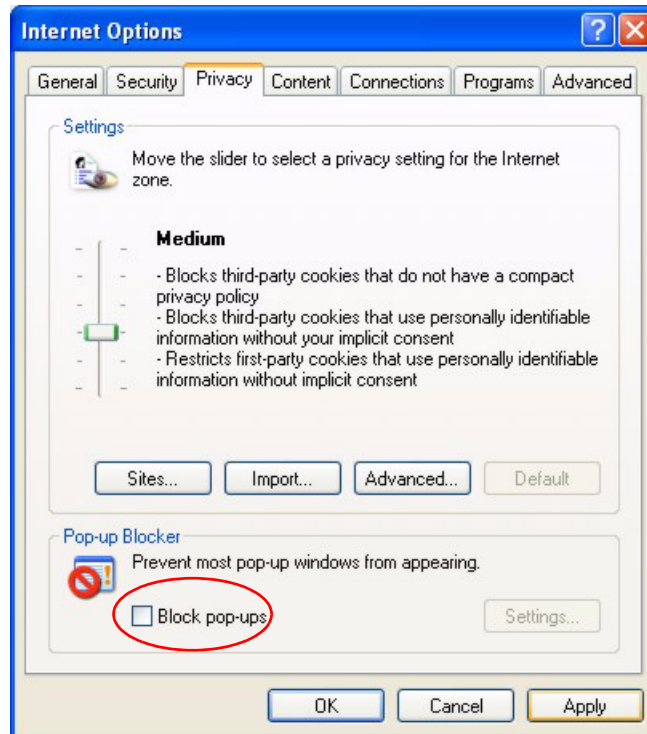 Internet Options
General Security Privacy Content Connections Programs Advanced
Settings
Move the slider to select a privacy setting for the Internet
zone.
Medium
- Blocks third-party cookies that do not have a compact
privacy policy
- Blocks third-party cookies that use personally identifiable
information without your implicit consent
- Restricts first-party cookies that use personally identifiable
information without implicit consent
Sites... Import... Advanced... Default
Pop-up Blocker
Prevent most pop-up windows from appearing.
Block pop-ups Settings...
OK Cancel Apply